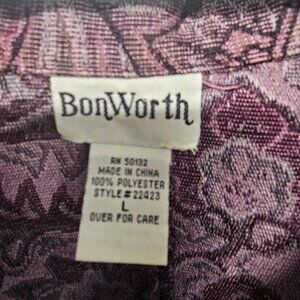 BonWorth
RN 50132
MADE IN CHINA
100% POLYESTER
STYLE# 22423
L
OVER FOR CARE